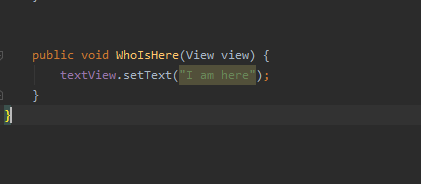 public void WhoIsHere(View view) {
textView.setText("I am here");
}
}